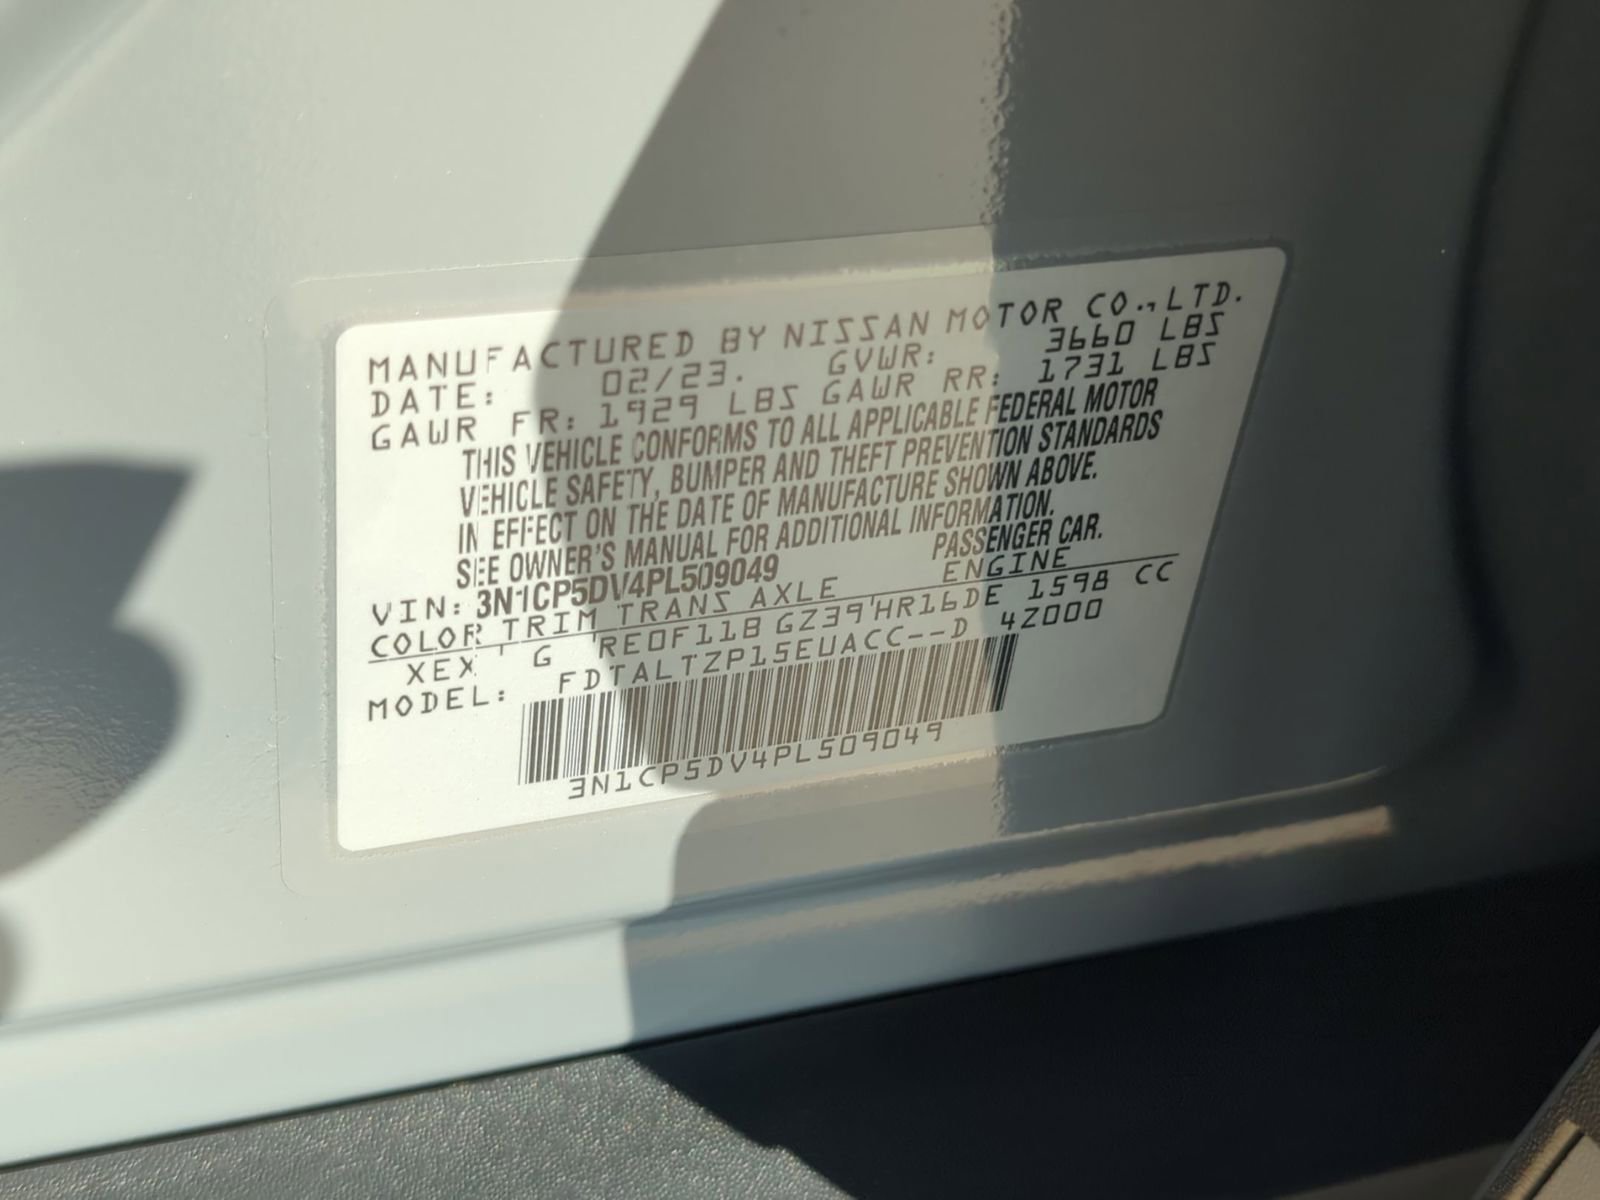 MANUFACTURED BY NISSAN MOTOR CO.,LTD.
DATE: 02/23. GVWR: 3660 LBS
GAWR FR: 1929 LBS GAWR RR: 1731 LBS
THIS VEHICLE CONFORMS TO ALL APPLICABLE FEDERAL MOTOR
VEHICLE SAFETY, BUMPER AND THEFT PREVENTION STANDARDS
IN EFFECT ON THE DATE OF MANUFACTURE SHOWN ABOVE.
SEE OWNER'S MANUAL FOR ADDITIONAL INFORMATION.
VIN: 3N1CP5DV4PL509049 PASSENGER CAR.
COLOR TRIM TRANS AXLE ENGINE
XEX G RE0F11B GZ39 HR16DE 1598 CC
MODEL: FDTALTZP15EUACC--D 4Z000
3N1CP5DV4PL509049